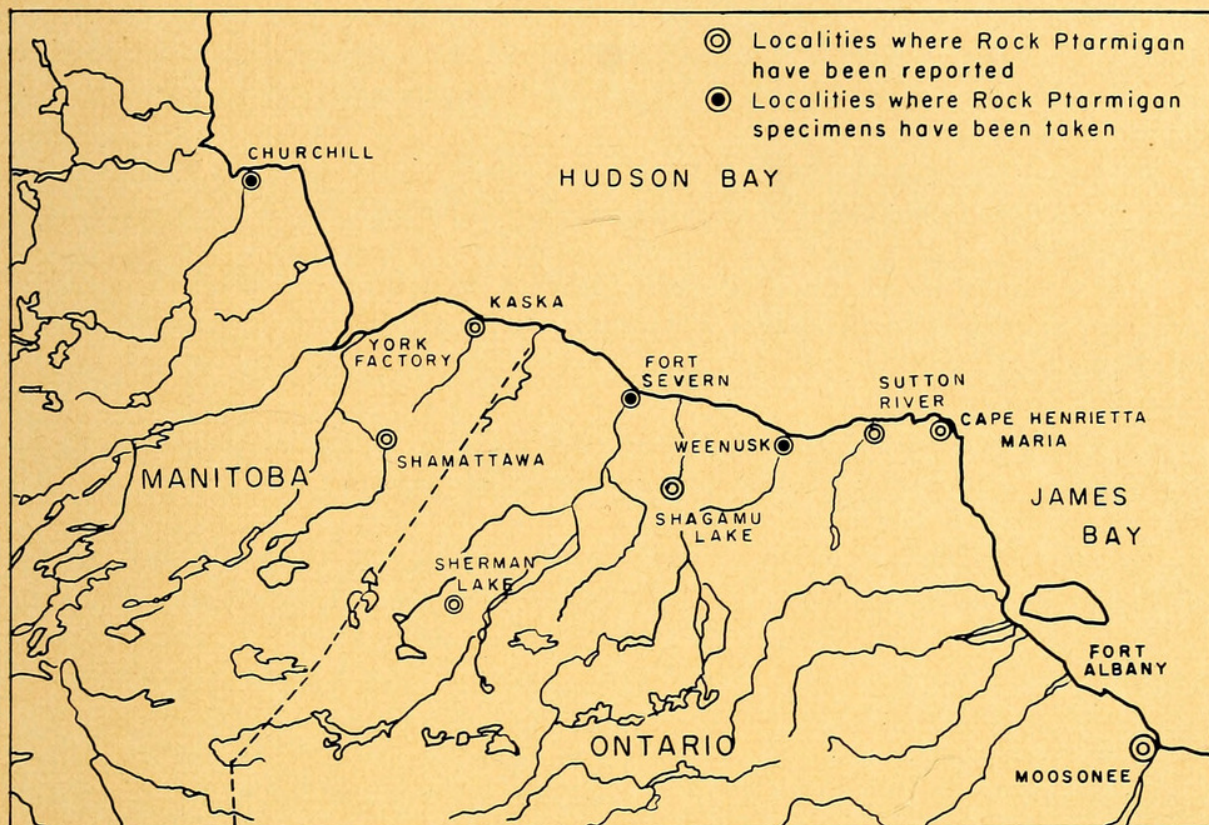 Localities where Rock Ptarmigan
have been reported
Localities where Rock Ptarmigan
specimens have been taken
CHURCHILL
HUDSON BAY
KASKA
YORK
FACTORY
FORT
SEVERN
SUTTON
RIVER
CAPE HENRIETTA
MARIA
WEENUSK
SHAMATTAWA
MANITOBA
JAMES
BAY
SHAGAMU
LAKE
SHERMAN
LAKE
FORT
ALBANY
ONTARIO
MOOSONEE